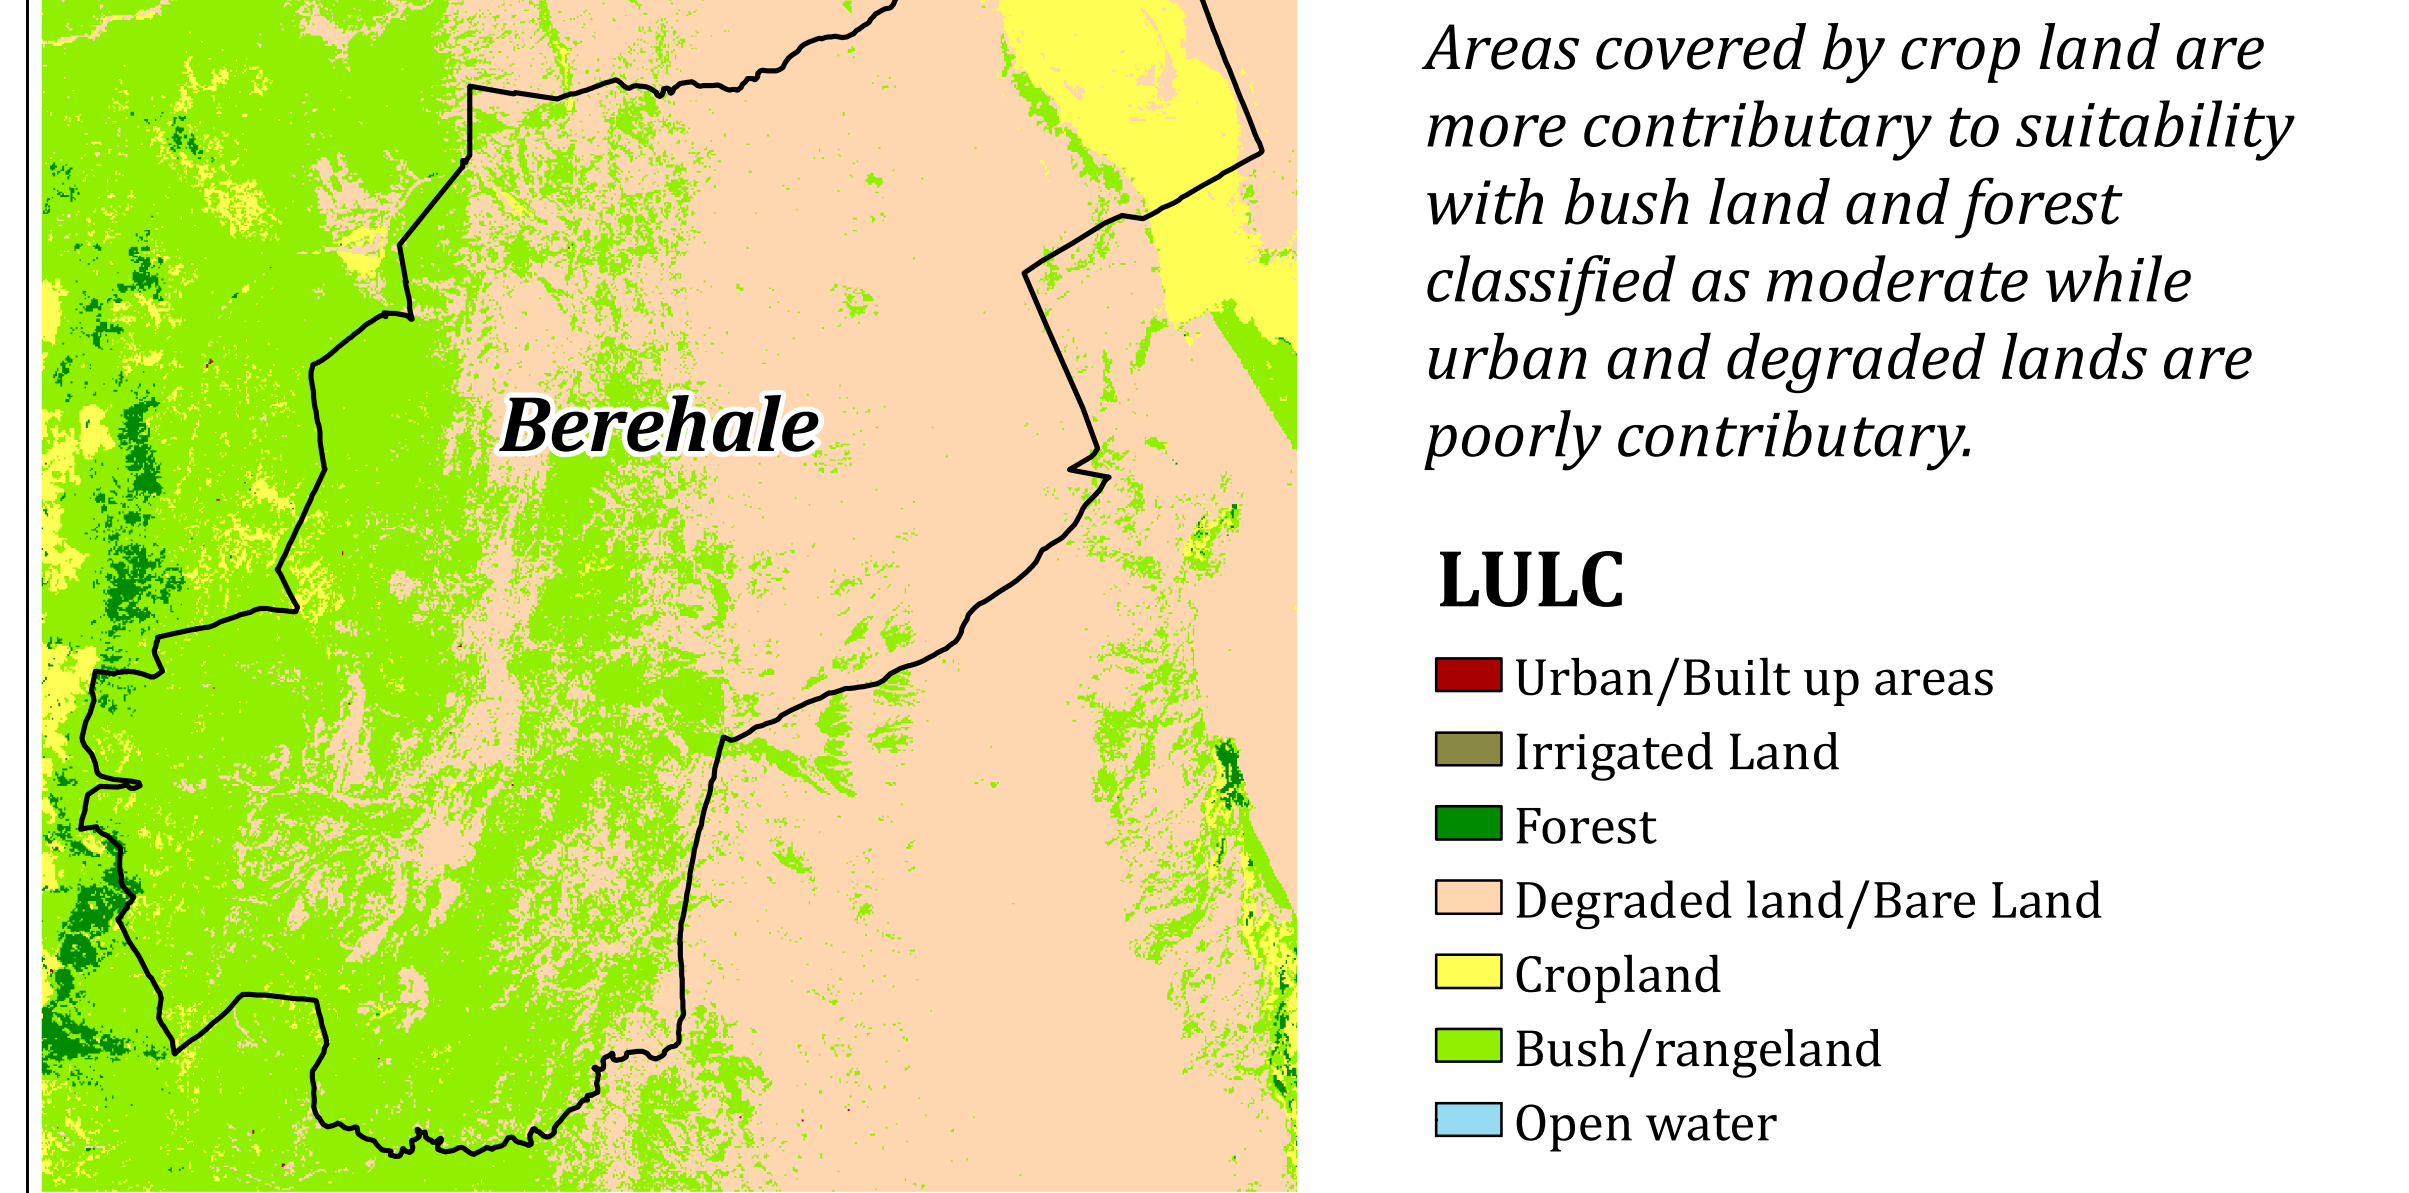 Areas covered by crop land are
more contributary to suitability
with bush land and forest
classified as moderate while
urban and degraded lands are
poorly contributary.
Berehale
LULC
Urban/Built up areas
Irrigated Land
Forest
Degraded land/Bare Land
Cropland
Bush/rangeland
Open water